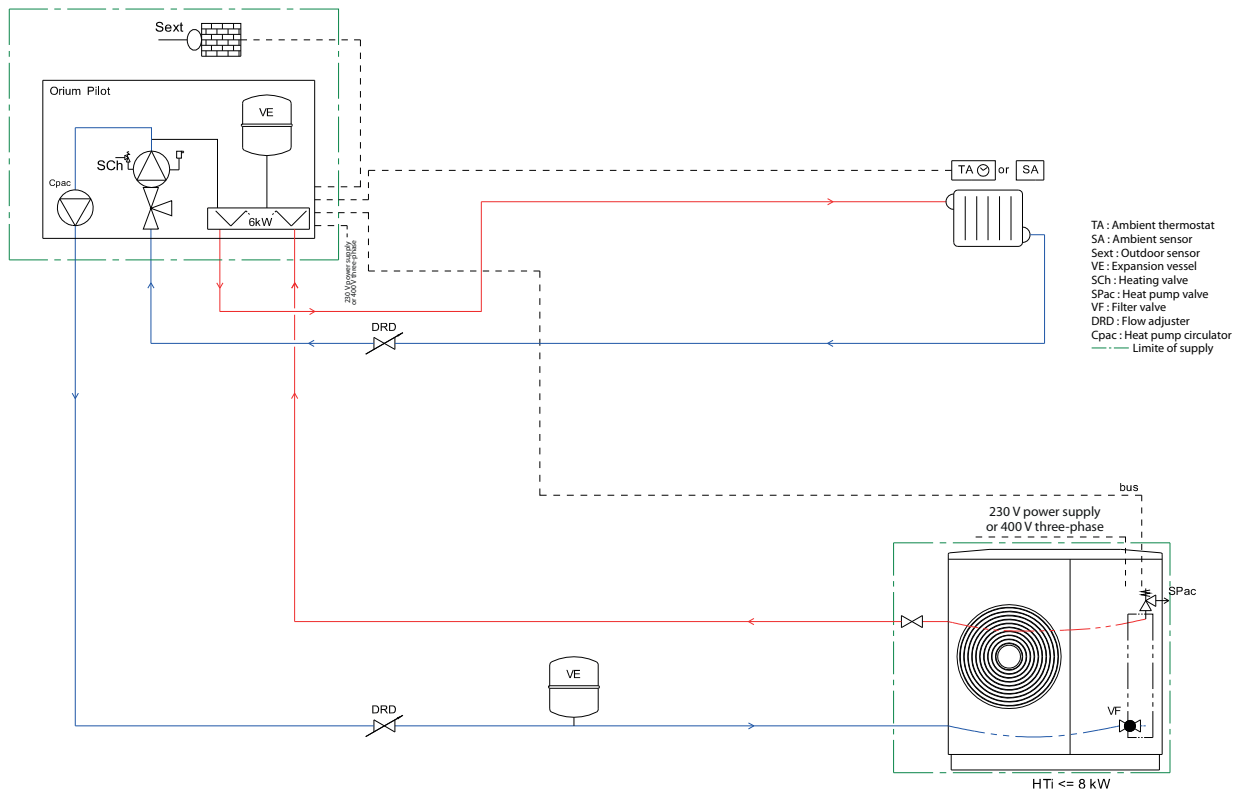 Sext
Orium Pilot
VE
SCh
Cpac
6kW
230 V power supply
or 400 V three-phase
TA or SA
TA : Ambient thermostat
SA : Ambient sensor
Sext : Outdoor sensor
VE : Expansion vessel
SCh : Heating valve
SPac : Heat pump valve
VF : Filter valve
DRD : Flow adjuster
Cpac : Heat pump circulator
Limite of supply
DRD
bus
230 V power supply
or 400 V three-phase
SPac
VE
DRD
VF
HTi <= 8 kW